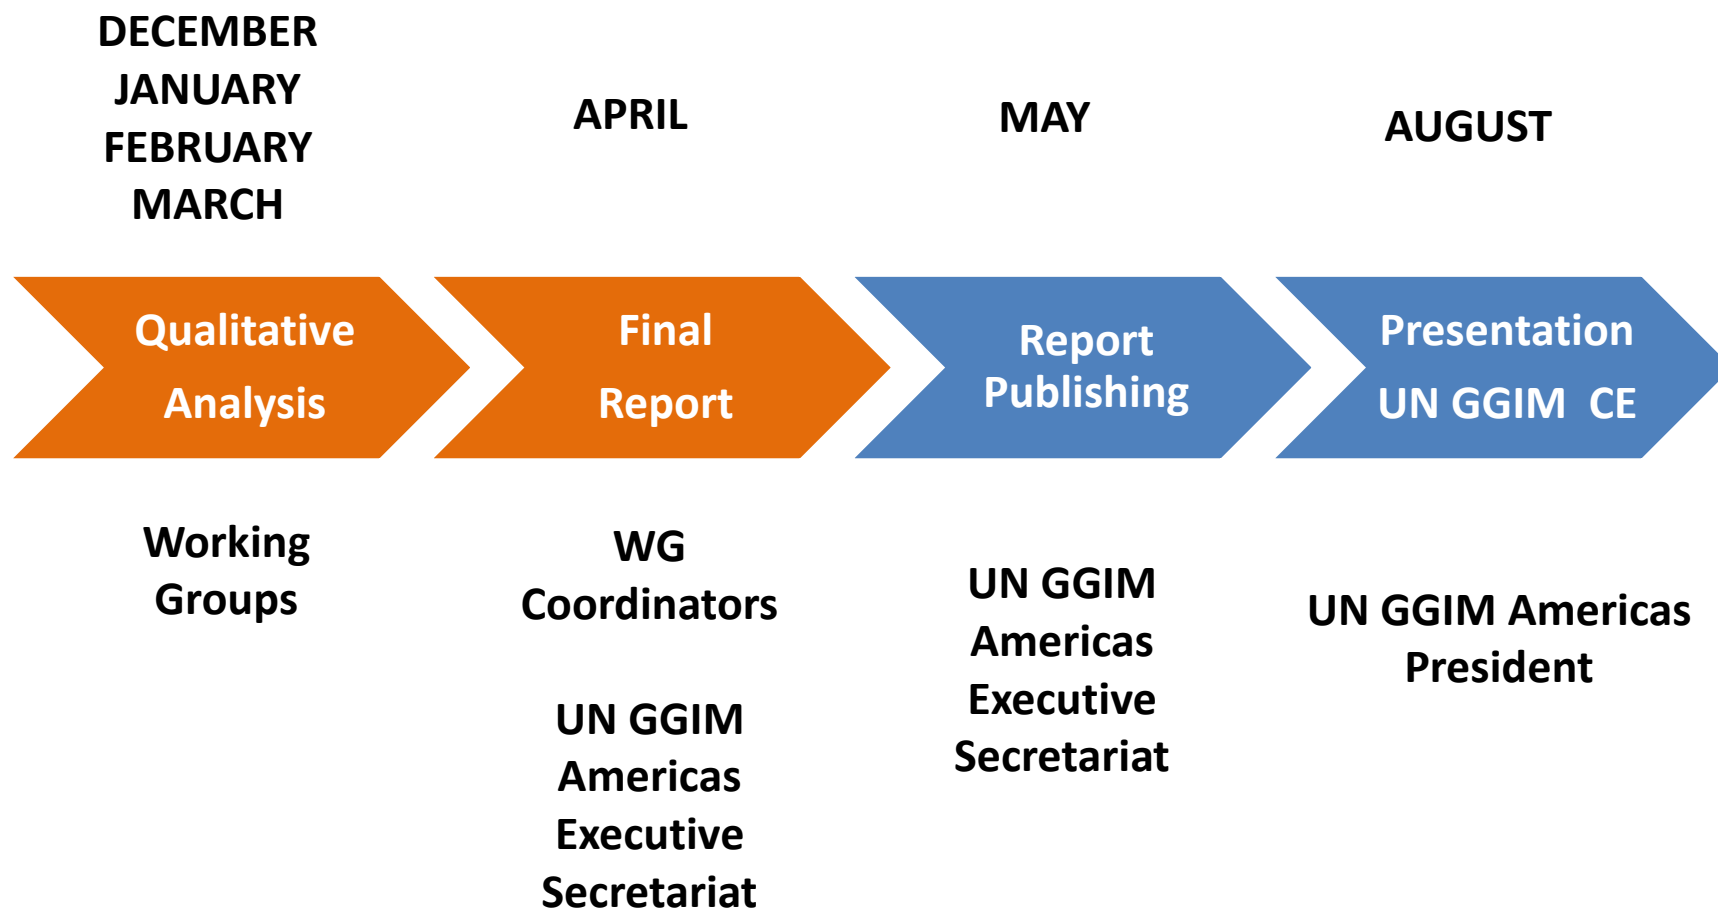 DECEMBER
JANUARY
FEBRUARY
MARCH
APRIL
MAY
AUGUST
Qualitative
Analysis
Final
Report
Report
Publishing
Presentation
UN GGIM  CE
Working
Groups
WG
Coordinators
UN GGIM
Americas
Executive
Secretariat
UN GGIM
Americas
Executive
Secretariat
UN GGIM Americas
President